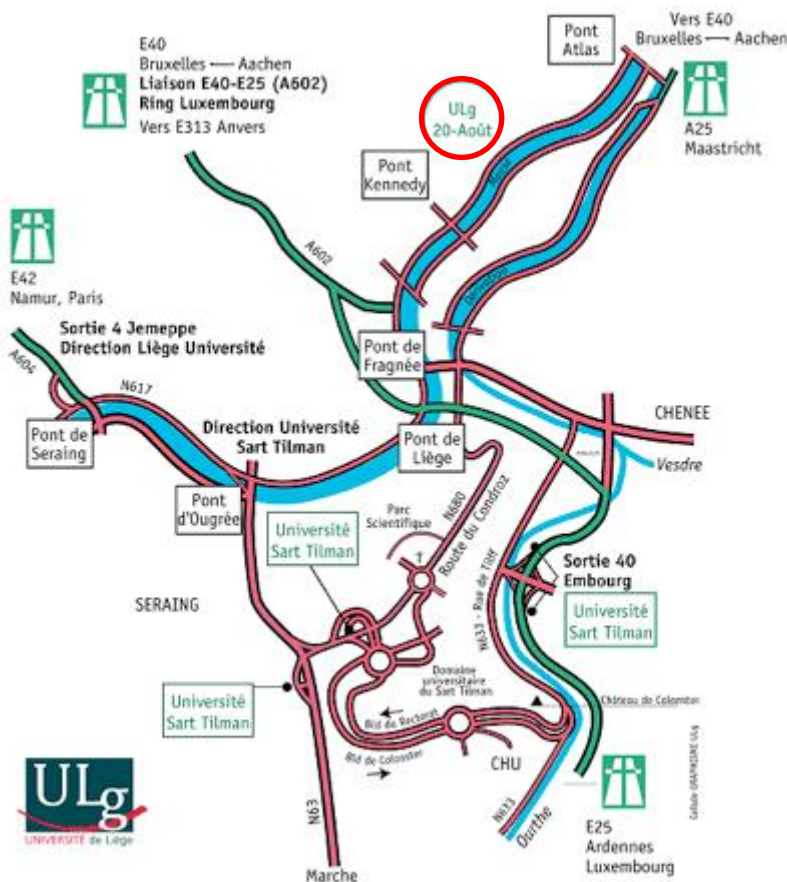 E40
Bruxelles — Aachen
Liaison E40-E25 (A602)
Ring Luxembourg
Vers E313 Anvers
Pont
Atlas
Vers E40
Bruxelles — Aachen
A25
Maastricht
ULg
20-Août
Pont
Kennedy
Meuse
Dérivation
A602
E42
Namur, Paris
Sortie 4 Jemeppe
Direction Liège Université
A604
N617
Pont de
Fragnée
CHENEE
Vesdre
Pont de
Seraing
Direction Université
Sart Tilman
Pont de
Liège
Pont
d'Ougrée
Parc
Scientifique
N680
Route du Condroz
Université
Sart Tilman
N633 - Rue de Tilff
Sortie 40
Embourg
Université
Sart Tilman
SERAING
Domaine
universitaire
du Sart Tilman
Université
Sart Tilman
Château de Colonster
Bld de Rectorat
Bld de Colonster
CHU
Cellule GRAPHISME ULg
ULg
UNIVERSITÉ de Liège
N63
Marche
N633
Ourthe
E25
Ardennes
Luxembourg